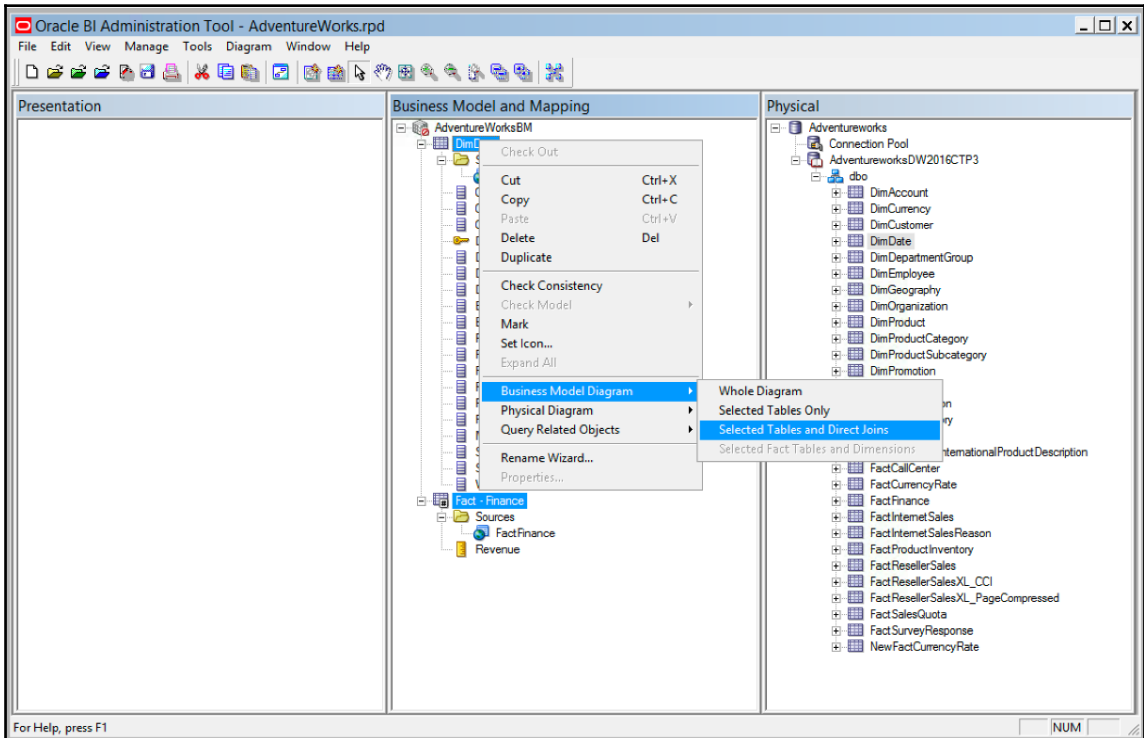 Oracle BI Administration Tool - AdventureWorks.rpd
File Edit View Manage Tools Diagram Window Help
Presentation
Business Model and Mapping
Physical
AdventureWorksBM
Check Out
Cut Ctrl+X
Copy Ctrl+C
Paste Ctrl+V
Delete Del
Duplicate
Check Consistency
Check Model
Mark
Set Icon...
Expand All
Business Model Diagram
Physical Diagram
Query Related Objects
Rename Wizard...
Properties...
Whole Diagram
Selected Tables Only
Selected Tables and Direct Joins
Selected Fact Tables and Dimensions
Fact - Finance
Sources
FactFinance
Revenue
Adventureworks
Connection Pool
AdventureworksDW2016CTP3
dbo
DimAccount
DimCurrency
DimCustomer
DimDate
DimDepartmentGroup
DimEmployee
DimGeography
DimOrganization
DimProduct
DimProductCategory
DimProductSubcategory
DimPromotion
ternationalProductDescription
FactCallCenter
FactCurrencyRate
FactFinance
FactInternetSales
FactInternetSalesReason
FactProductInventory
FactResellerSales
FactResellerSalesXL_CCI
FactResellerSalesXL_PageCompressed
FactSalesQuota
FactSurveyResponse
NewFactCurrencyRate
For Help, press F1
NUM